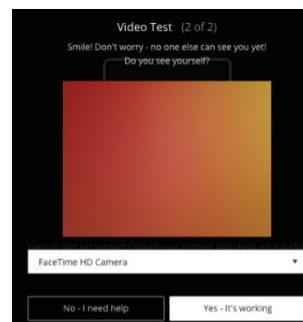 Video Test (2 of 2)
Smile! Don't worry - no one else can see you yet!
Do you see yourself?
FaceTime HD Camera
No - I need help
Yes - It's working